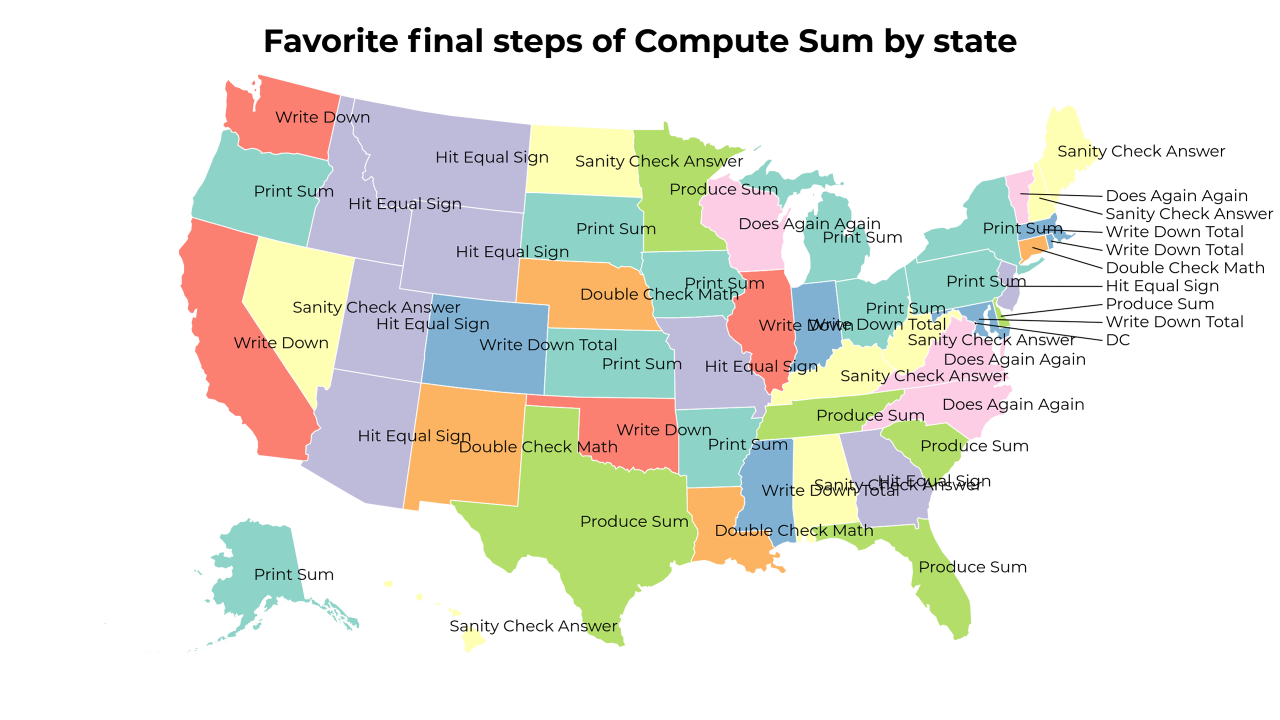 Favorite final steps of Compute Sum by state
Write Down
Sanity Check Answer
Hit Equal Sign
Sanity Check Answer
Produce Sum
Print Sum
Does Again Again
Sanity Check Answer
Hit Equal Sign
Does Again Again
Print Sum
Print Sum
Print Sum
Write Down Total
Print Sum
Write Down Total
Hit Equal Sign
Double Check Math
Print Sum
Print Sum
Hit Equal Sign
Double Check Math
Produce Sum
Sanity Check Answer
Print Sum
Hit Equal Sign
Write Down
Write Down Total
Write Down Total
Sanity Check Answer
DC
Write Down
Write Down Total
Does Again Again
Print Sum
Hit Equal Sign
Sanity Check Answer
Does Again Again
Produce Sum
Write Down
Hit Equal Sign
Double Check Math
Print Sum
Produce Sum
Sanity Check Answer
Hit Equal Sign
Write Down Total
Produce Sum
Double Check Math
Produce Sum
Print Sum
Sanity Check Answer